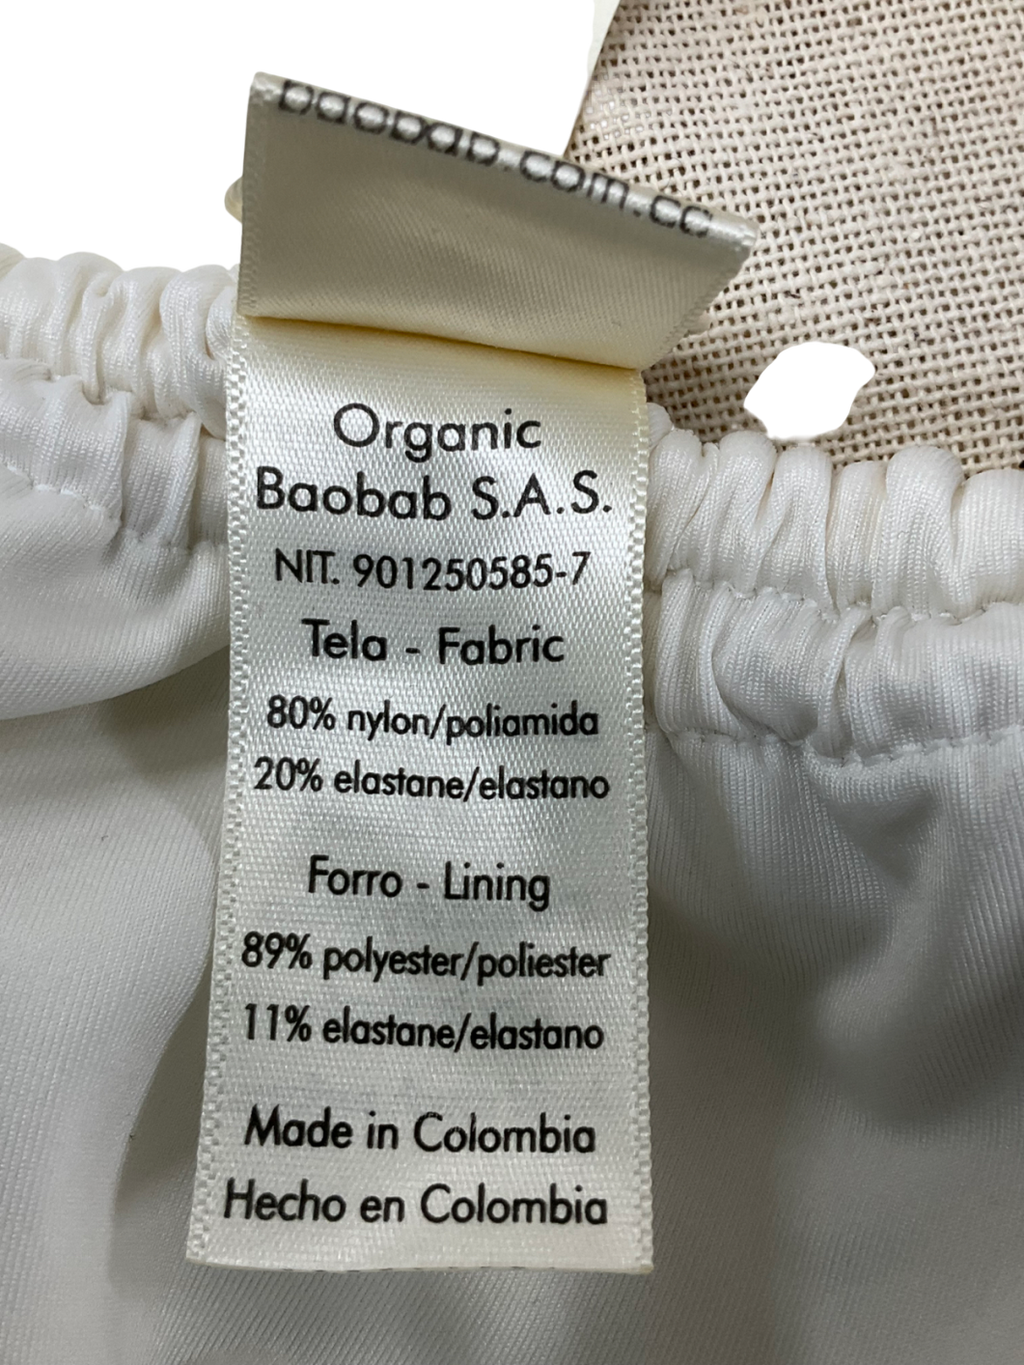 baobab.com.co
Organic
Baobab S.A.S.
NIT. 901250585-7
Tela - Fabric
80% nylon/poliamida
20% elastane/elastano
Forro - Lining
89% polyester/poliester
11% elastane/elastano
Made in Colombia
Hecho en Colombia